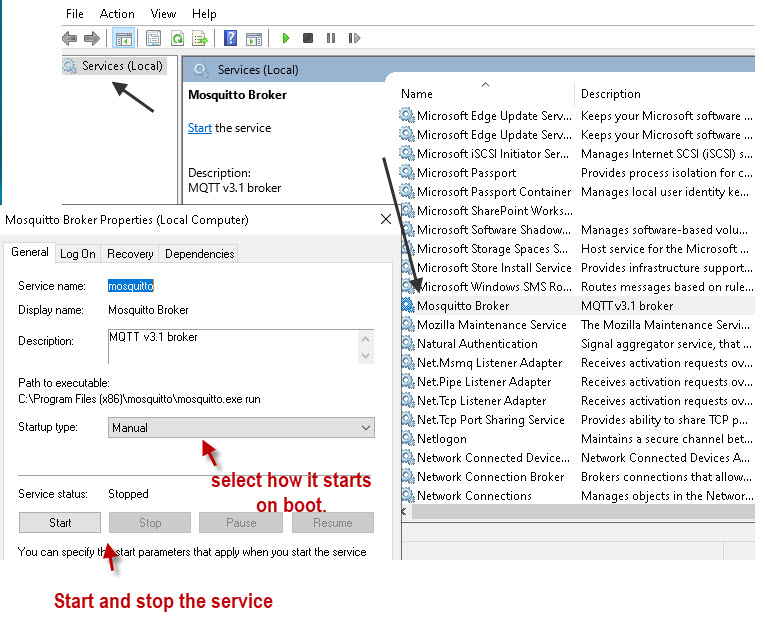 File Action View Help
Services (Local)
Services (Local)
Mosquitto Broker
Start the service
Description:
MQTT v3.1 broker
Name Description
Microsoft Edge Update Serv... Keeps your Microsoft software ...
Microsoft Edge Update Serv... Keeps your Microsoft software ...
Microsoft iSCSI Initiator Ser... Manages Internet SCSI (iSCSI) s...
Microsoft Passport Provides process isolation for c...
Microsoft Passport Container Manages local user identity ke...
Microsoft SharePoint Works...
Microsoft Software Shadow... Manages software-based volu...
Microsoft Storage Spaces S... Host service for the Microsoft ...
Microsoft Store Install Service Provides infrastructure support...
Microsoft Windows SMS Ro... Routes messages based on rule...
Mosquitto Broker MQTT v3.1 broker
Mozilla Maintenance Service The Mozilla Maintenance Servi...
Natural Authentication Signal aggregator service, that ...
Net.Msmq Listener Adapter Receives activation requests ov...
Net.Pipe Listener Adapter Receives activation requests ov...
Net.Tcp Listener Adapter Receives activation requests ov...
Net.Tcp Port Sharing Service Provides ability to share TCP p...
Netlogon Maintains a secure channel bet...
Network Connected Device... Network Connected Devices A...
Network Connection Broker Brokers connections that allow...
Network Connections Manages objects in the Networ...
Mosquitto Broker Properties (Local Computer)
General Log On Recovery Dependencies
Service name: mosquitto
Display name: Mosquitto Broker
Description: MQTT v3.1 broker
Path to executable:
C:\Program Files (x86)\mosquitto\mosquitto.exe run
Startup type: Manual
select how it starts
on boot.
Service status: Stopped
Start Stop Pause Resume
You can specify the start parameters that apply when you start the service
Start and stop the service